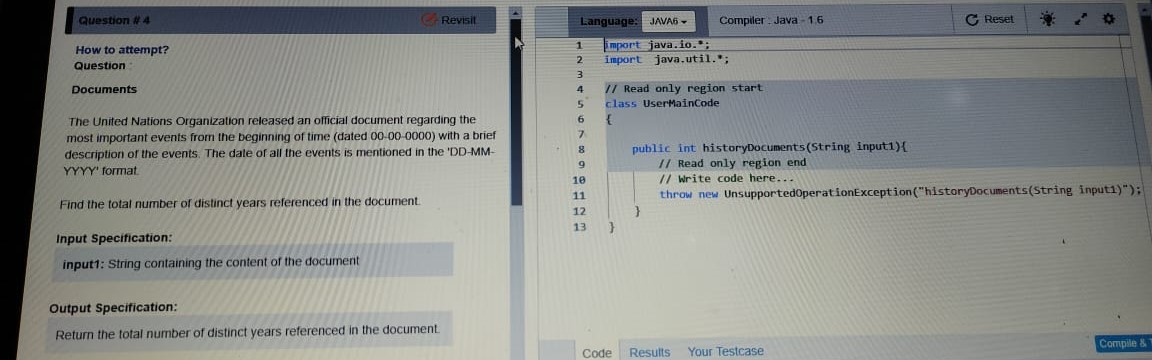 Question # 4
Revisit
How to attempt?
Question :
Documents
The United Nations Organization released an official document regarding the
most important events from the beginning of time (dated 00-00-0000) with a brief
description of the events. The date of all the events is mentioned in the 'DD-MM-
YYYY' format.
Find the total number of distinct years referenced in the document.
Input Specification:
input1: String containing the content of the document
Output Specification:
Return the total number of distinct years referenced in the document.
Language: JAVA6
Compiler : Java - 1.6
Reset
1 import java.io.*;
2 import java.util.*;
3
4 // Read only region start
5 class UserMainCode
6 {
7
8 public int historyDocuments(String input1){
9 // Read only region end
10 // Write code here...
11 throw new UnsupportedOperationException("historyDocuments(String input1)");
12 }
13 }
Code Results Your Testcase
Compile &